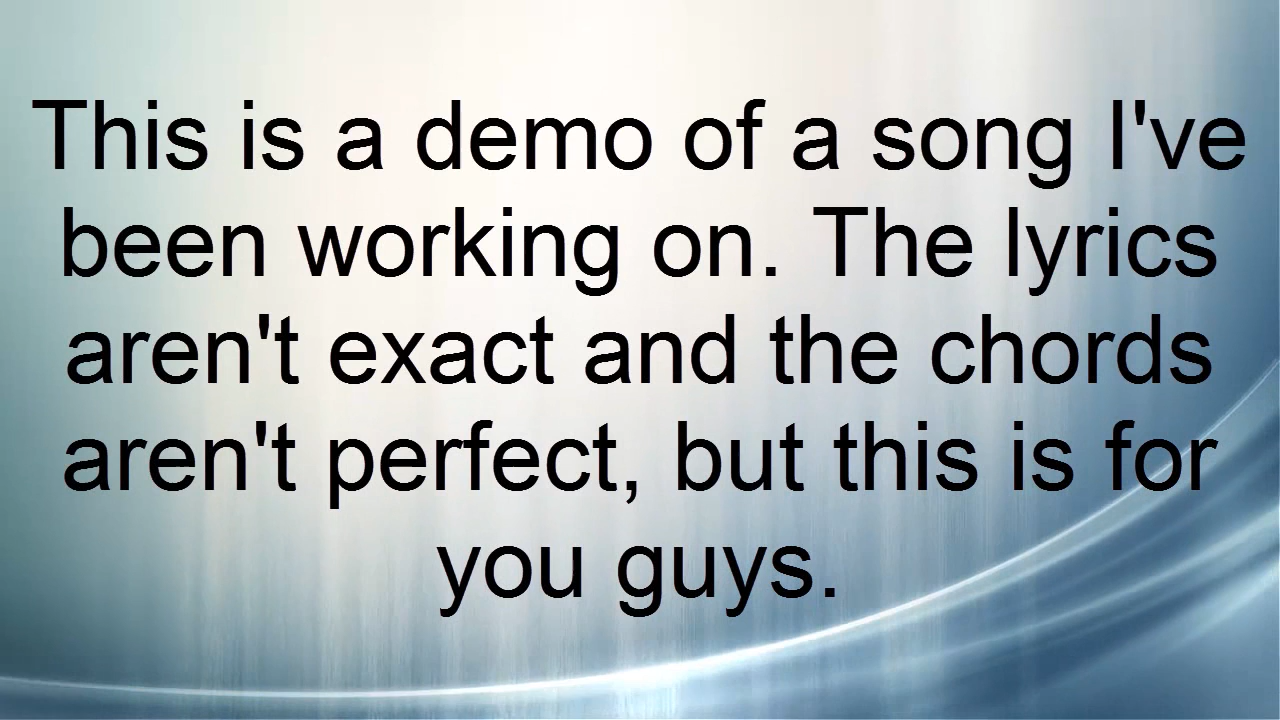 This is a demo of a song I've
been working on. The lyrics
aren't exact and the chords
aren't perfect, but this is for
you guys.